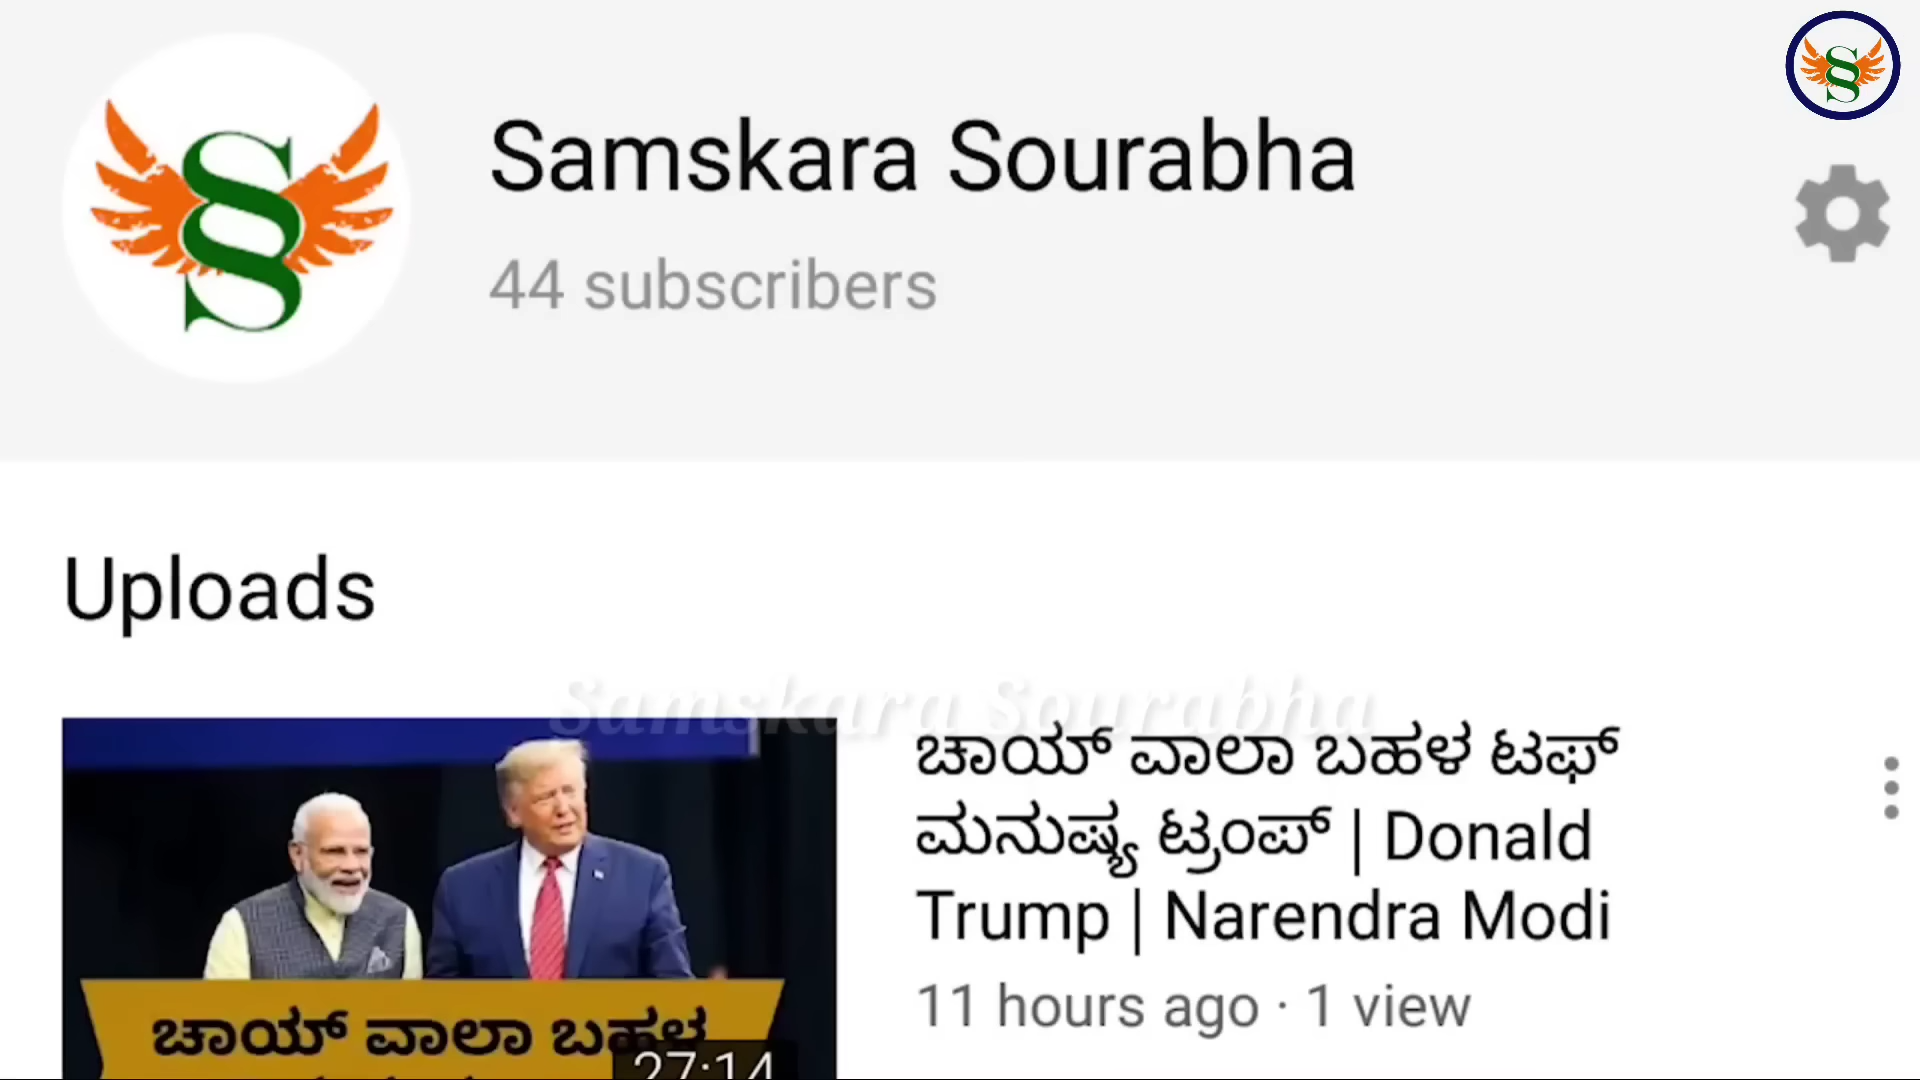 Samskara Sourabha
44 subscribers
Uploads
Samskara Sourabha
ಚಾಯ್ ವಾಲಾ ಬಹಳ ಟಫ್
ಮನುಷ್ಯ ಟ್ರಂಪ್ | Donald
Trump | Narendra Modi
11 hours ago · 1 view
ಚಾಯ್ ವಾಲಾ ಬಹಳ
27:14